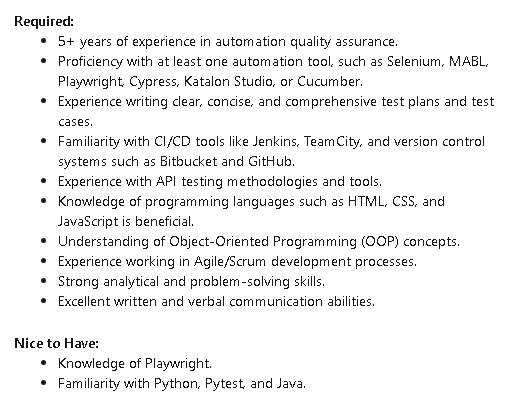 Required:
• 5+ years of experience in automation quality assurance.
• Proficiency with at least one automation tool, such as Selenium, MABL,
Playwright, Cypress, Katalon Studio, or Cucumber.
• Experience writing clear, concise, and comprehensive test plans and test
cases.
• Familiarity with CI/CD tools like Jenkins, TeamCity, and version control
systems such as Bitbucket and GitHub.
• Experience with API testing methodologies and tools.
• Knowledge of programming languages such as HTML, CSS, and
JavaScript is beneficial.
• Understanding of Object-Oriented Programming (OOP) concepts.
• Experience working in Agile/Scrum development processes.
• Strong analytical and problem-solving skills.
• Excellent written and verbal communication abilities.
Nice to Have:
• Knowledge of Playwright.
• Familiarity with Python, Pytest, and Java.